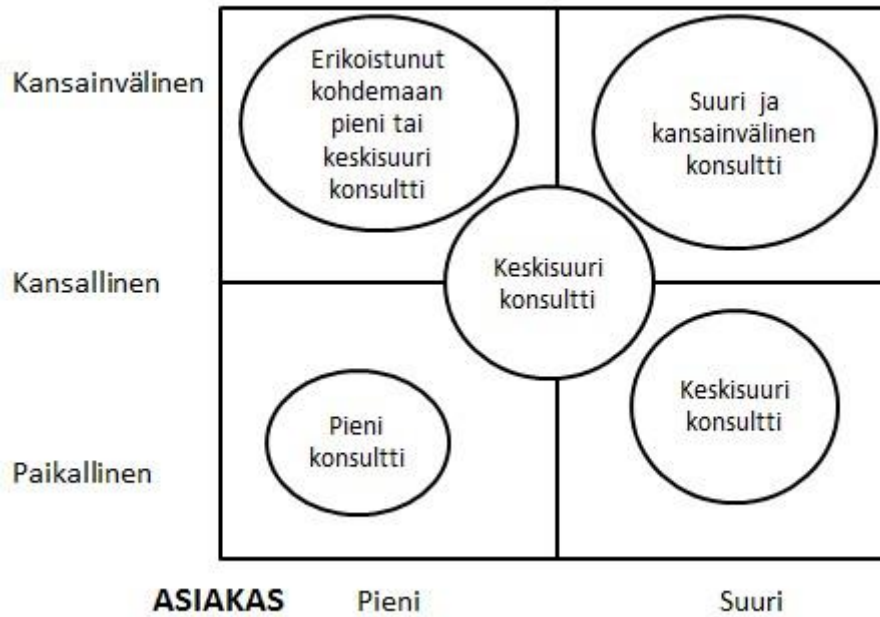 Kansainvälinen
Erikoistunut
kohdemaan
pieni tai
keskisuuri
konsultti
Suuri ja
kansainvälinen
konsultti
Kansallinen
Keskisuuri
konsultti
Keskisuuri
konsultti
Pieni
konsultti
Paikallinen
ASIAKAS Pieni Suuri